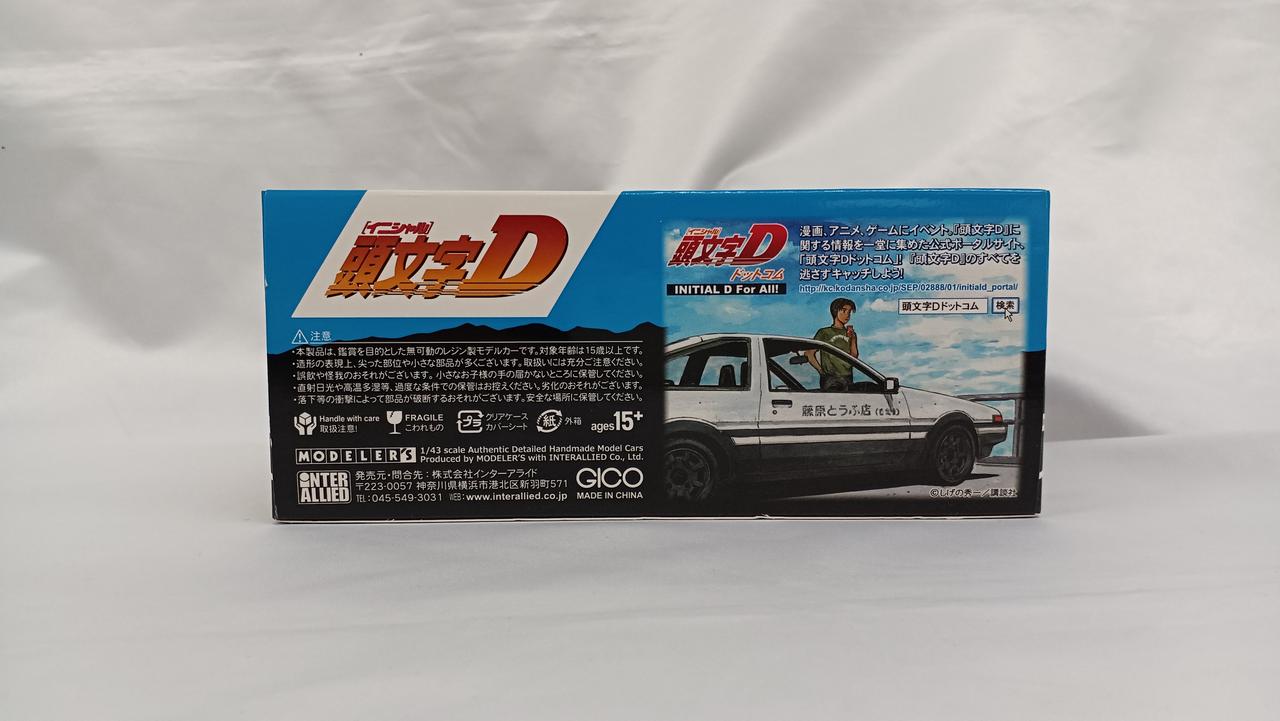 [イニシャル]
頭文字D
注意
・本製品は、鑑賞を目的とした無可動のレジン製モデルカーです。対象年齢は15歳以上です。
・造形の表現上、尖った部位や小さな部品が多くございます。取扱いには充分ご注意ください。
・誤飲や怪我のおそれがございます。小さなお子様の手の届かないところに保管してください。
・直射日光や高温多湿等、過度な条件での保管はお控えください。劣化のおそれがございます。
・落下等の衝撃によって部品が破断するおそれがございます。安全な場所に保管してください。
Handle with care
取扱注意!
FRAGILE
こわれもの
プラ
クリアケース
カバーシート
紙
外箱
ages15+
MODELER'S
1/43 scale Authentic Detailed Handmade Model Cars
Produced by MODELER'S with INTERALLIED Co., Ltd.
INTER
ALLIED
発売元・問合先:株式会社インターアライド
〒223-0057 神奈川県横浜市港北区新羽町571
TEL:045-549-3031 WEB:www.interallied.co.jp
GICO
MADE IN CHINA
[イニシャル]
頭文字D
ドットコム
INITIAL D For All!
漫画、アニメ、ゲームにイベント。『頭文字D』に
関する情報を一堂に集めた公式ポータルサイト、
「頭文字Dドットコム」! 『頭文字D』のすべてを
逃さずキャッチしよう!
http://kc.kodansha.co.jp/SEP/02888/01/initiald_portal/
頭文字Dドットコム
検索
藤原とうふ店(自家用)
©しげの秀一/講談社